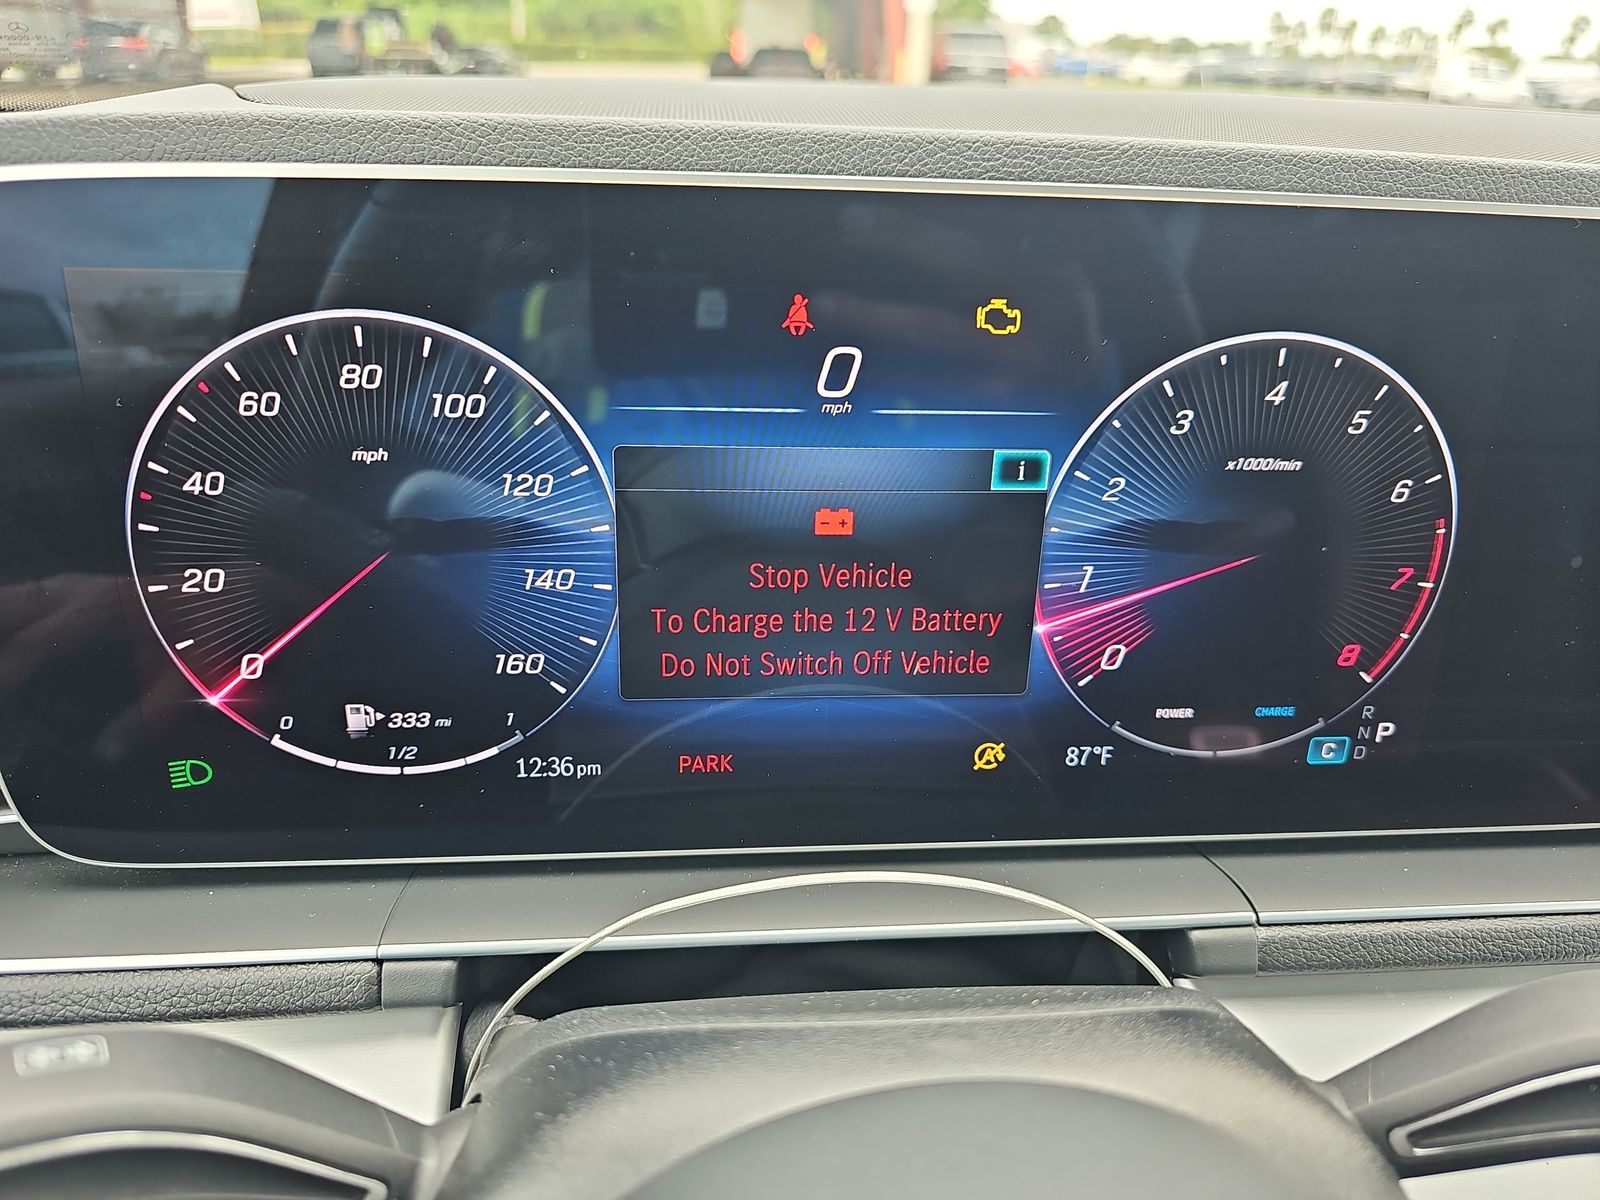 0
mph
i
Stop Vehicle
To Charge the 12 V Battery
Do Not Switch Off Vehicle
0
20
40
60
80
100
120
140
160
mph
333 mi
0
1/2
1
12:36pm
PARK
A
87°F
0
1
2
3
4
5
6
7
8
x1000/min
POWER
CHARGE
R
N
P
D
C